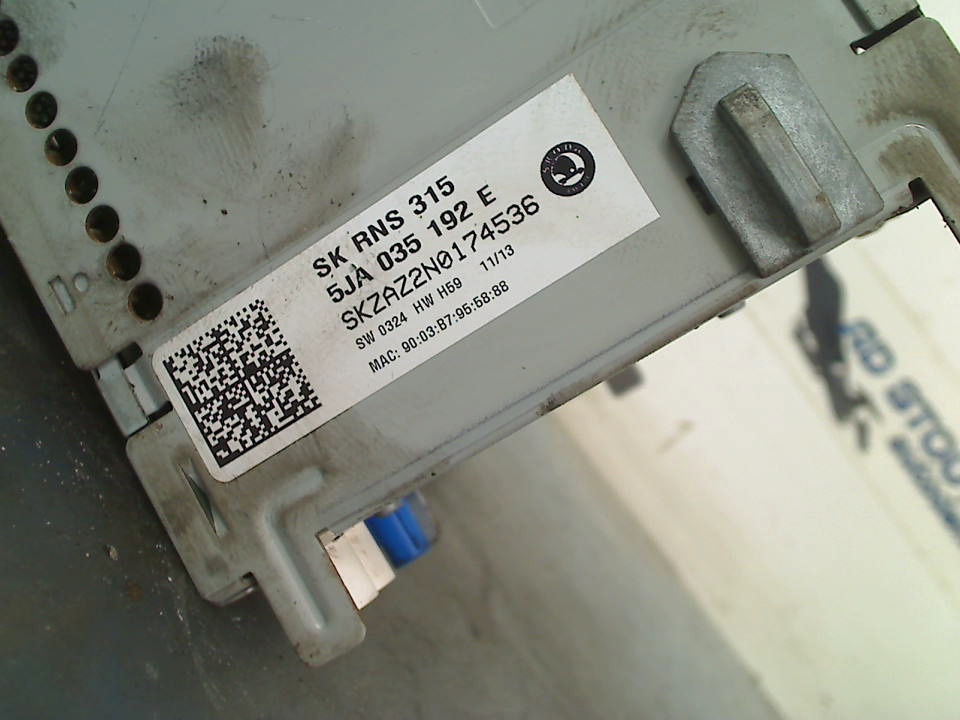 SK RNS 315
5JA 035 192 E
SKZAZ2N0174536
SW 0324 HW H59 11/13
MAC: 90:03:B7:95:58:88
SKODA